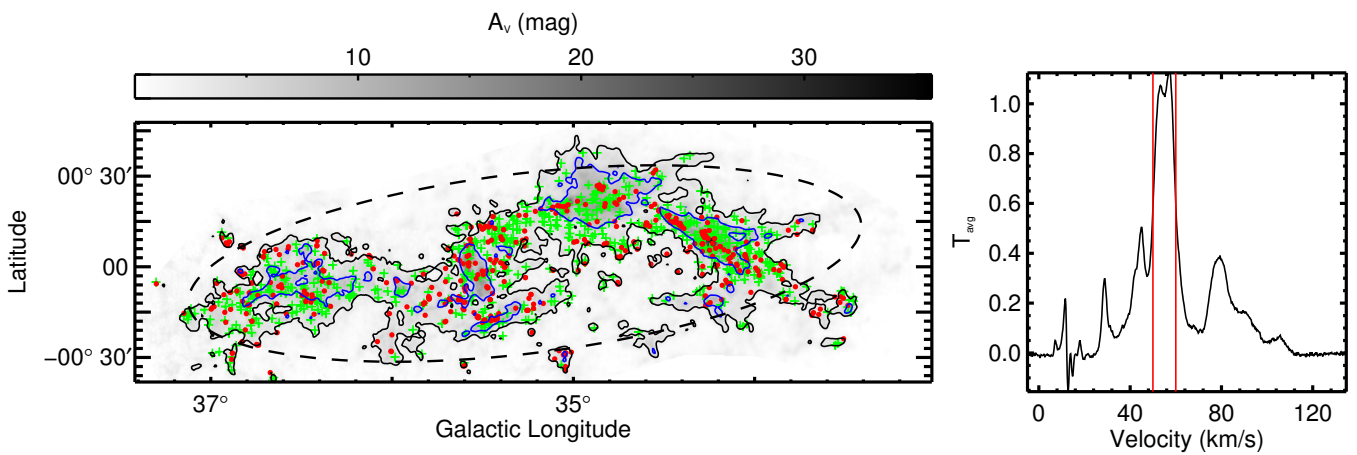 A_v (mag)
10 20 30
00° 30′
00
−00° 30′
Latitude
37° 35°
Galactic Longitude
1.0
0.8
0.6
0.4
0.2
0.0
T_avg
0 40 80 120
Velocity (km/s)